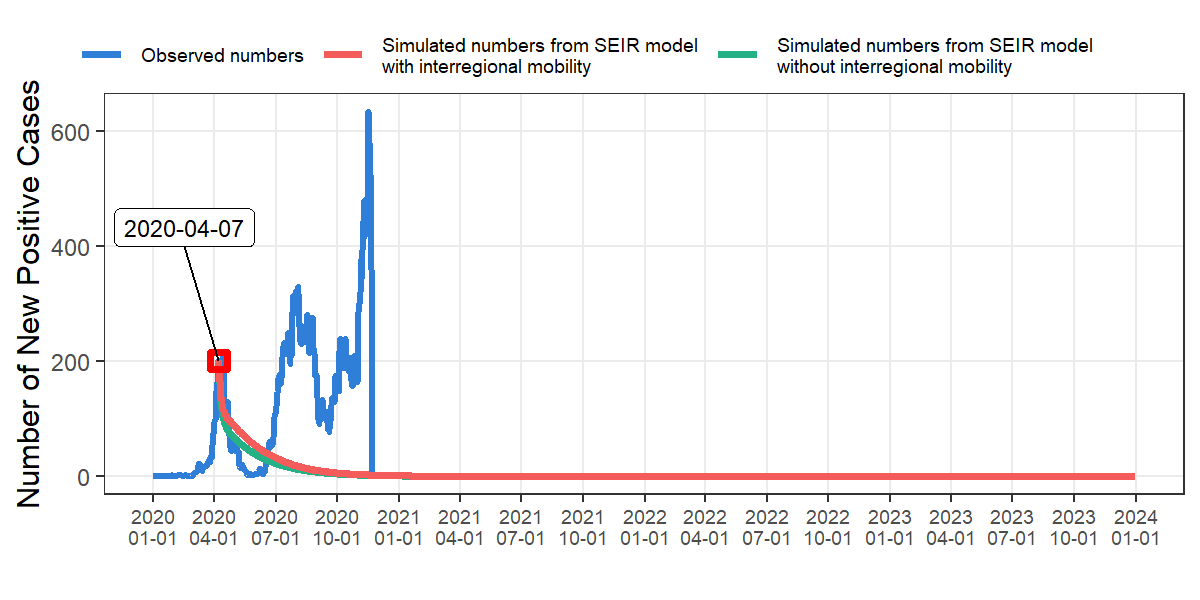 Observed numbers
Simulated numbers from SEIR model
with interregional mobility
Simulated numbers from SEIR model
without interregional mobility
Number of New Positive Cases
600
400
200
0
2020-04-07
2020 2020 2020 2020 2021 2021 2021 2021 2022 2022 2022 2022 2023 2023 2023 2023 2024
01-01 04-01 07-01 10-01 01-01 04-01 07-01 10-01 01-01 04-01 07-01 10-01 01-01 04-01 07-01 10-01 01-01